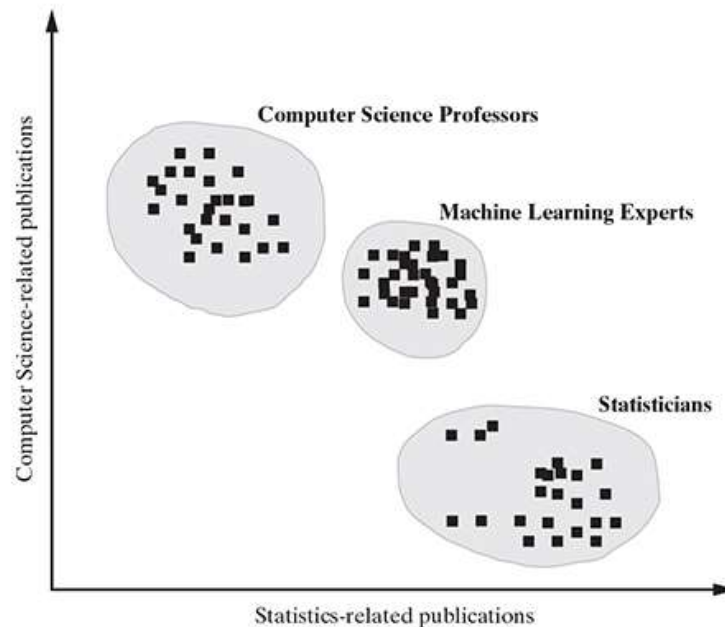 Computer Science Professors
Machine Learning Experts
Statisticians
Computer Science-related publications
Statistics-related publications